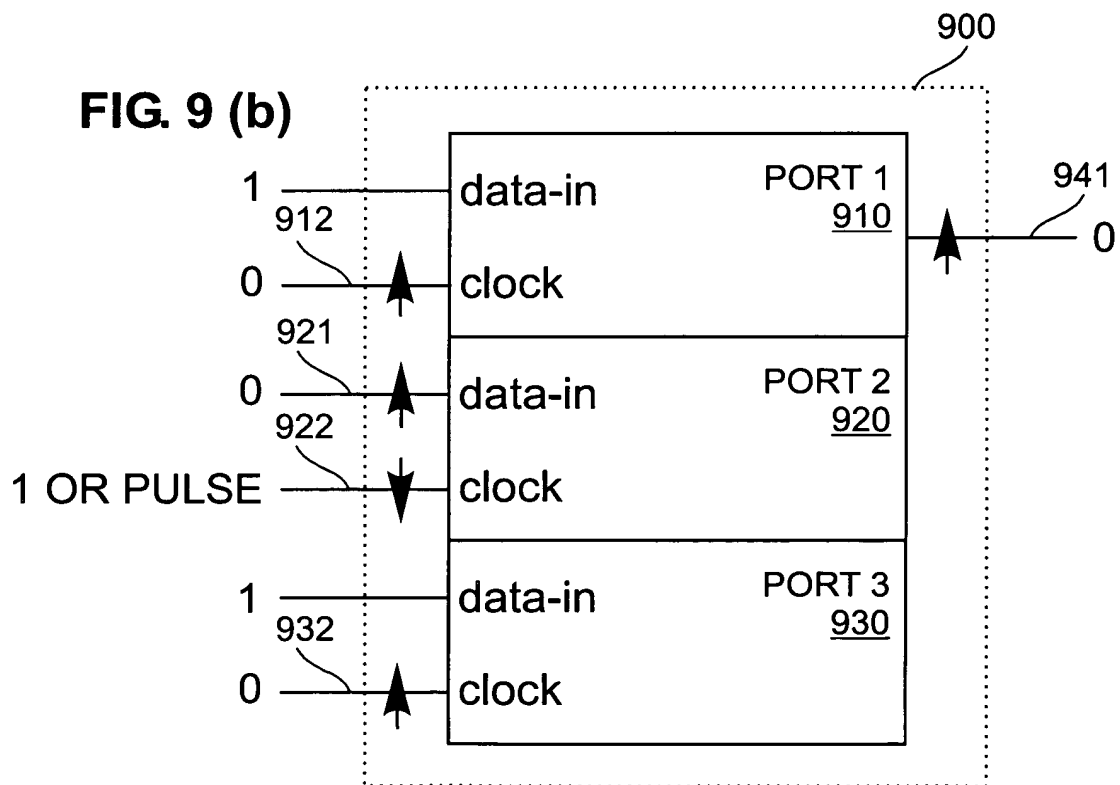 900
FIG. 9 (b)
1 data-in PORT 1 941
912 910
0 clock 0
921
0 data-in PORT 2
922 920
1 OR PULSE clock
1 data-in PORT 3
932 930
0 clock